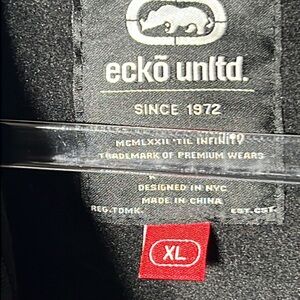 eckō unltd.
SINCE 1972
MCMLXXII 'TIL INFINITY
TRADEMARK OF PREMIUM WEARS
DESIGNED IN NYC
MADE IN CHINA
REG.TDMK. EST.CST.
XL